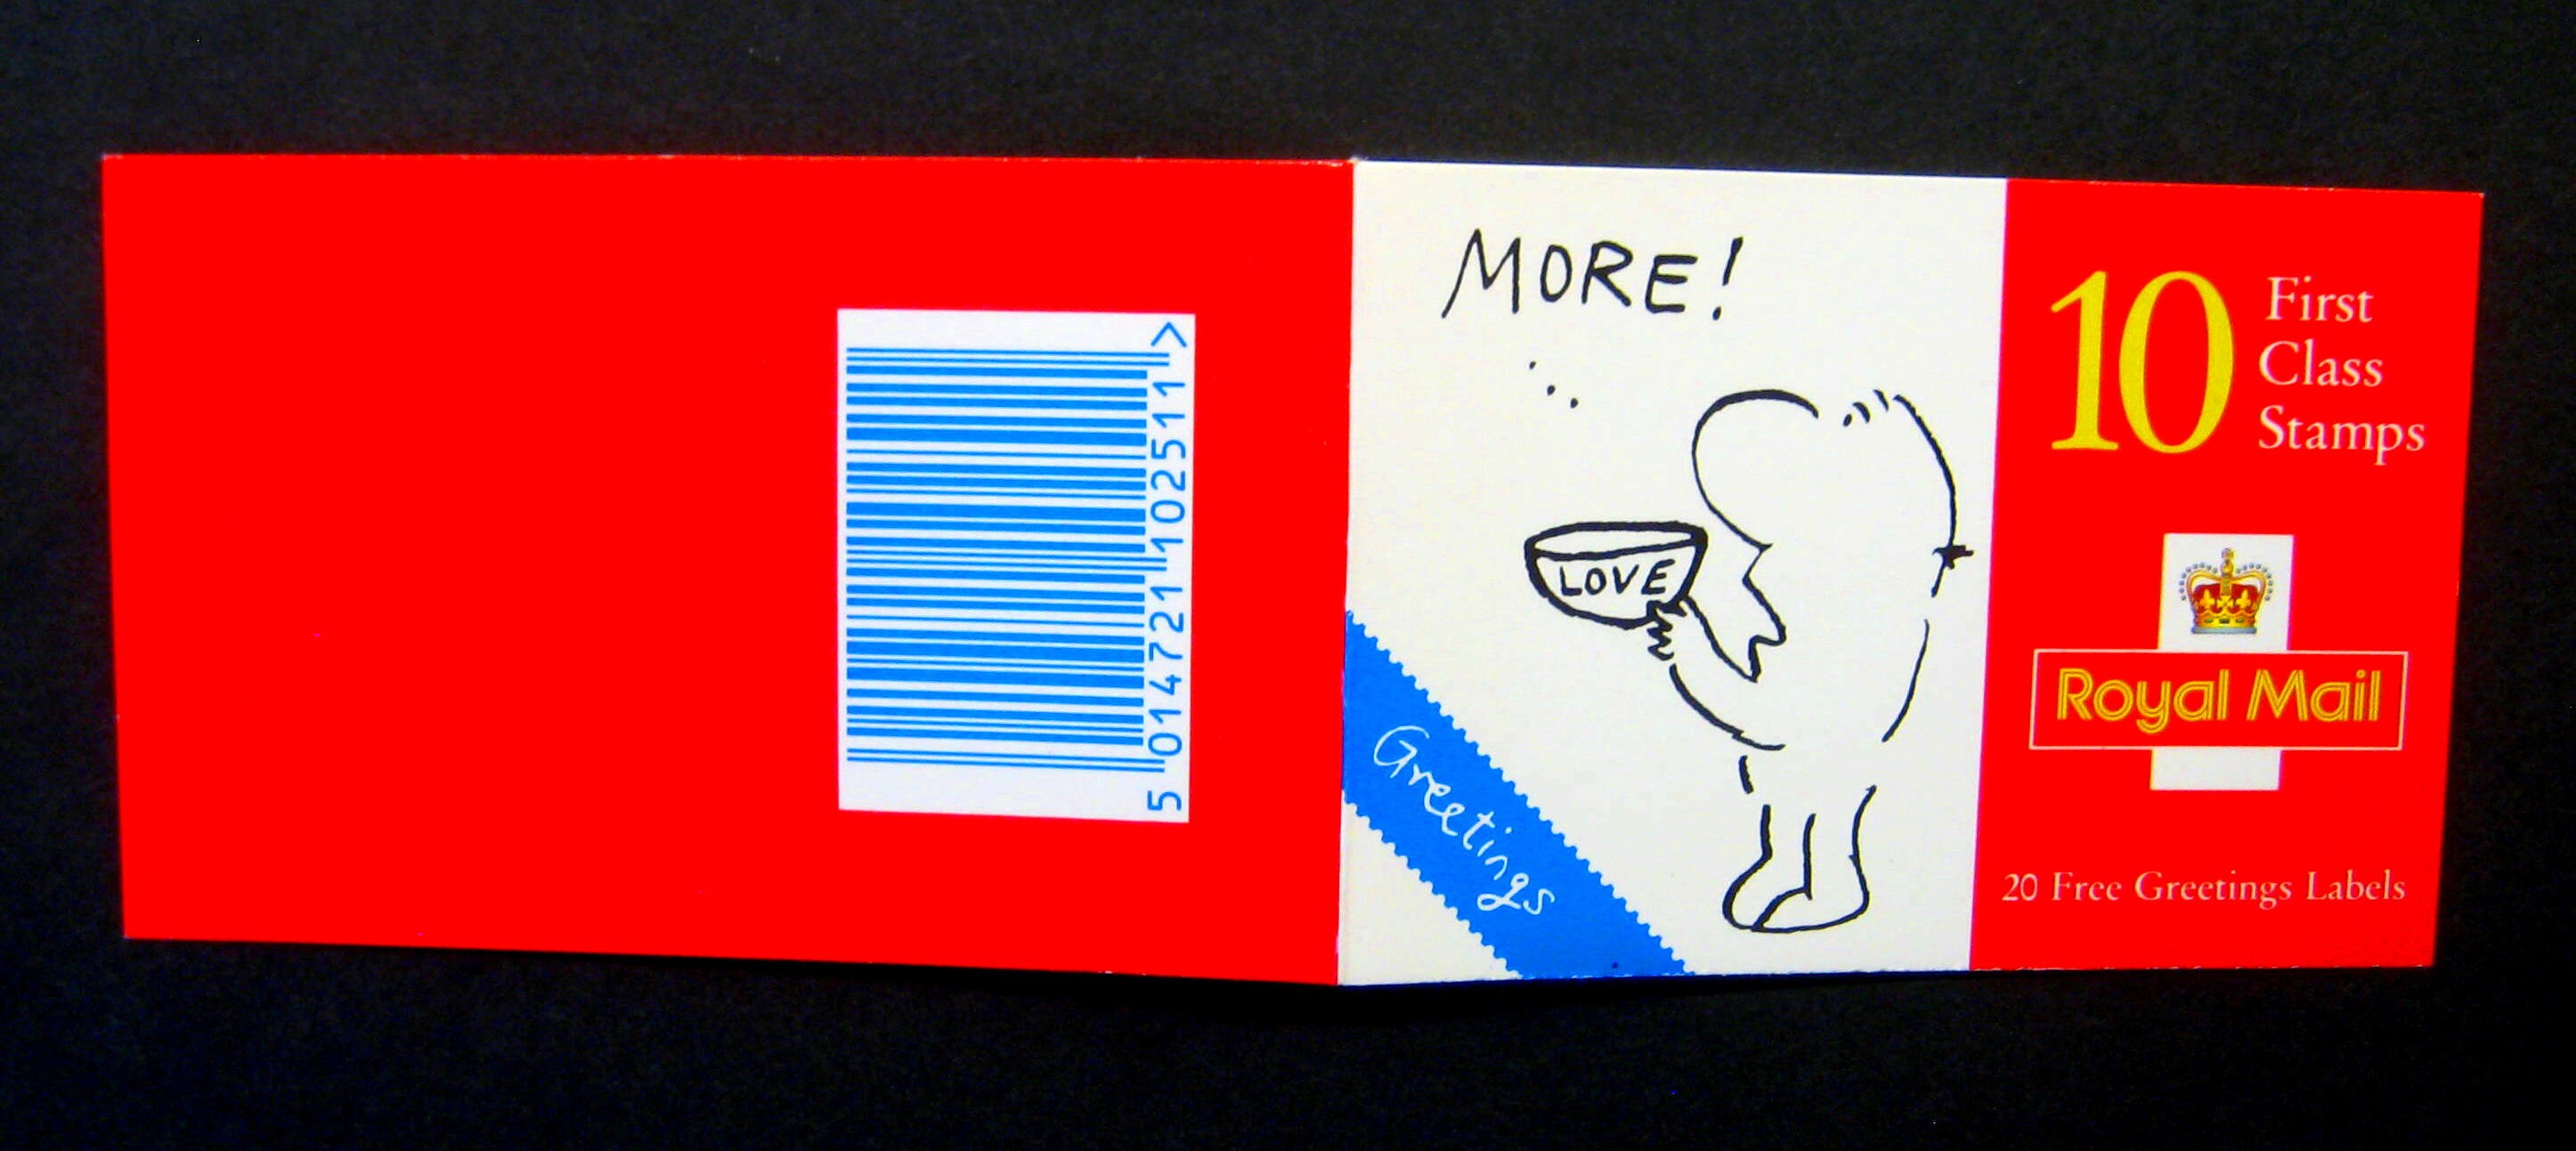 5 014721 102511 >
MORE!
LOVE
Greetings
10
First
Class
Stamps
Royal Mail
20 Free Greetings Labels